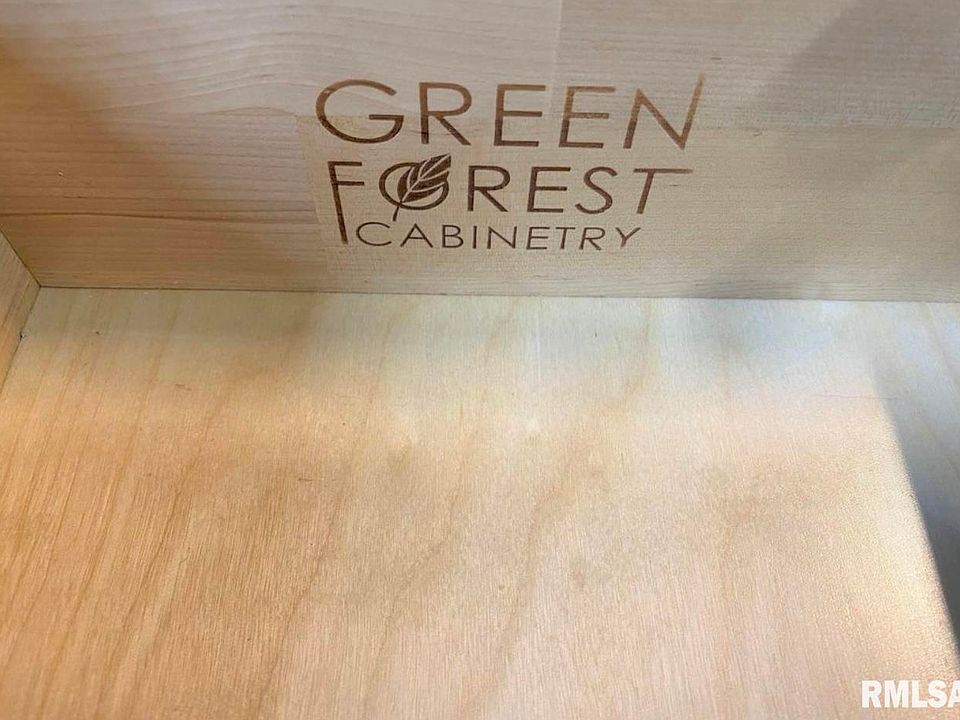 GREEN
FOREST
CABINETRY
RMLSA